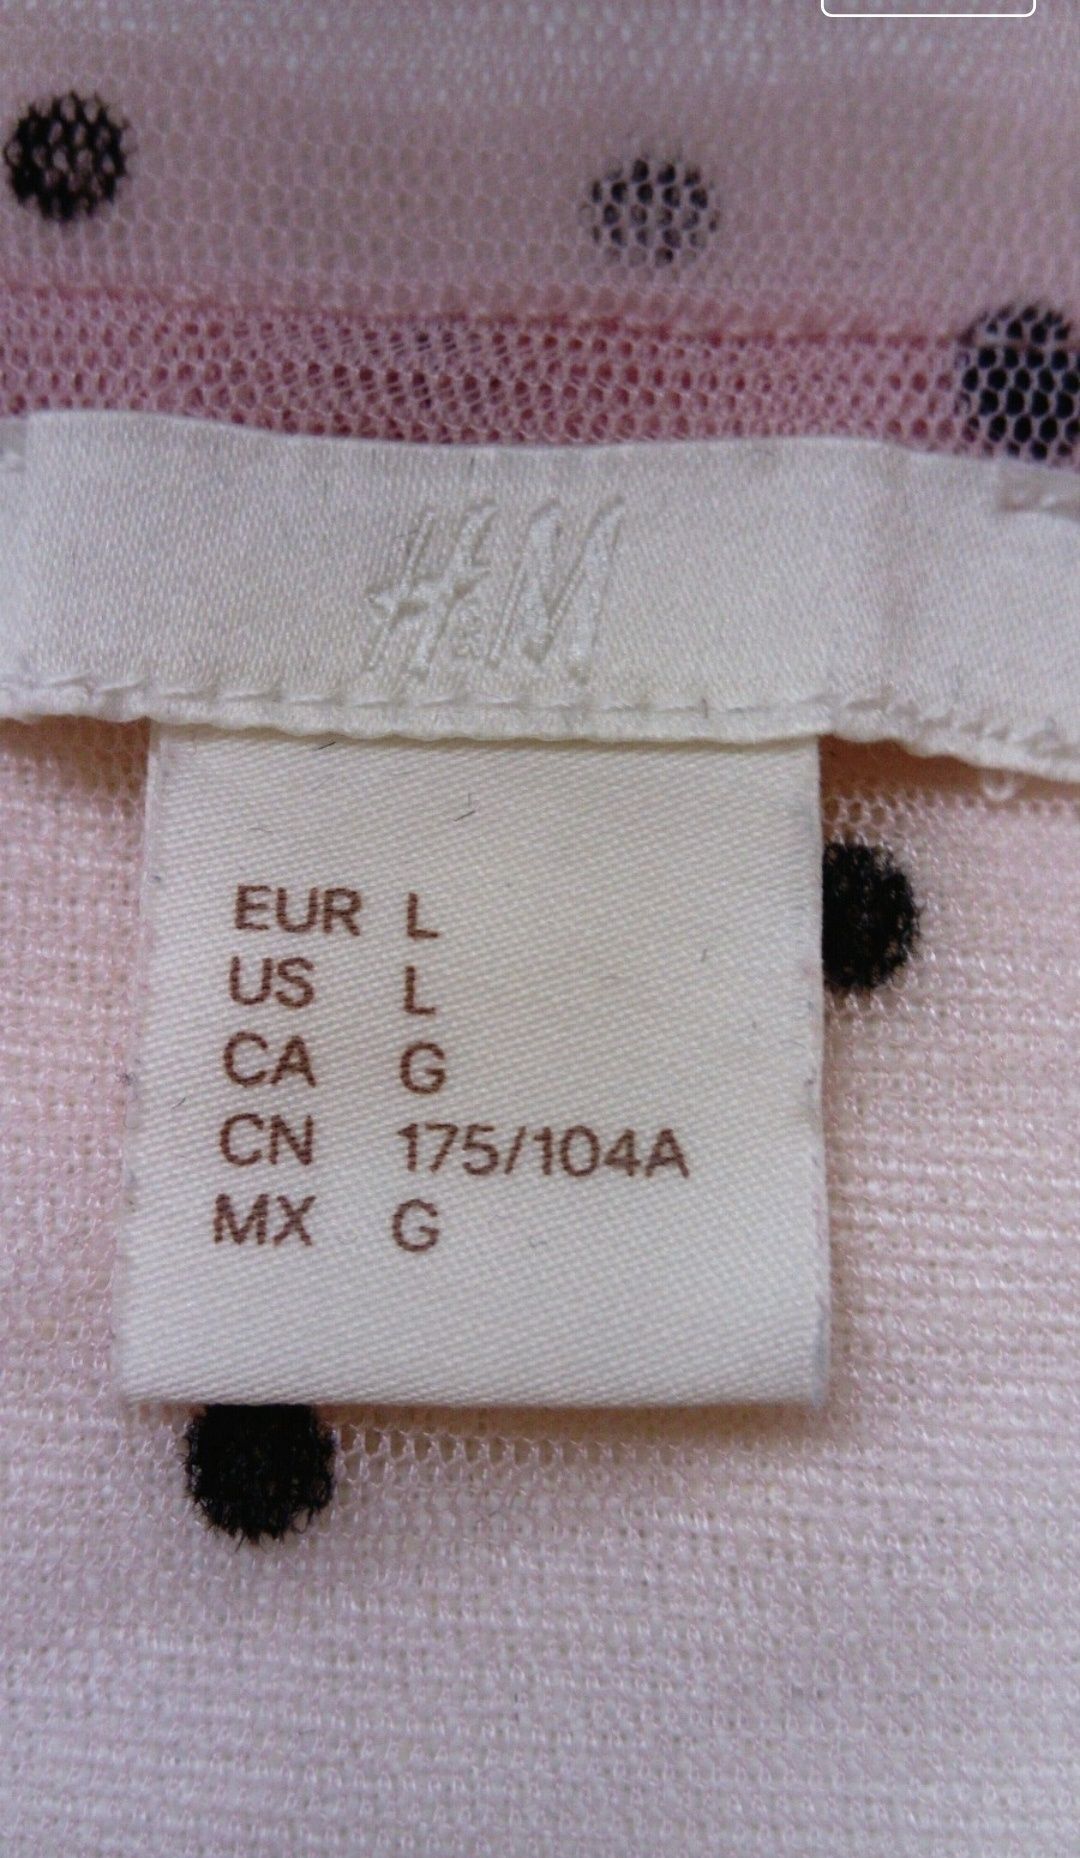 H&M
EUR L
US L
CA G
CN 175/104A
MX G